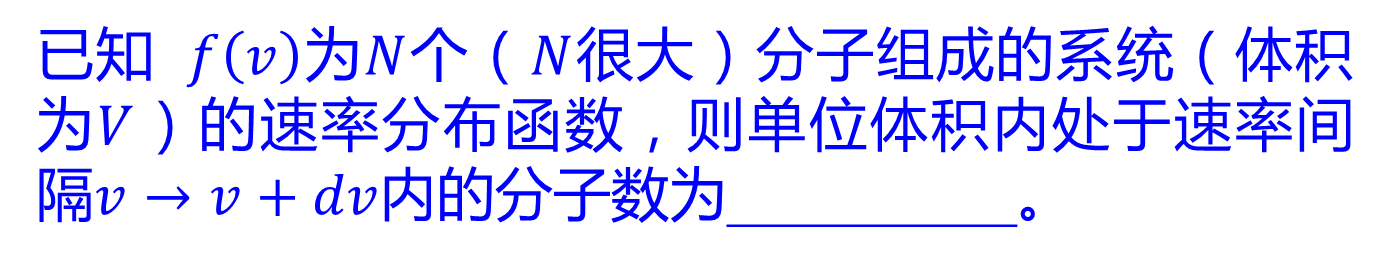 已知 f(v)为N个（N很大）分子组成的系统（体积
为V）的速率分布函数，则单位体积内处于速率间
隔v → v + dv内的分子数为__________。